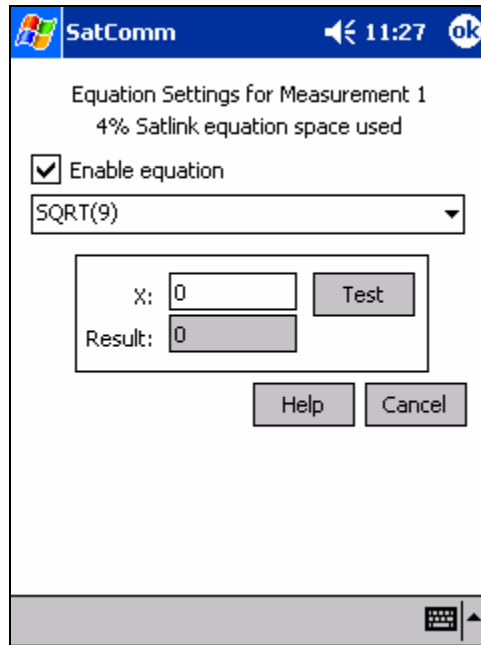 SatComm 11:27 ok
Equation Settings for Measurement 1
4% Satlink equation space used
Enable equation
SQRT(9)
X: 0 Test
Result: 0
Help Cancel